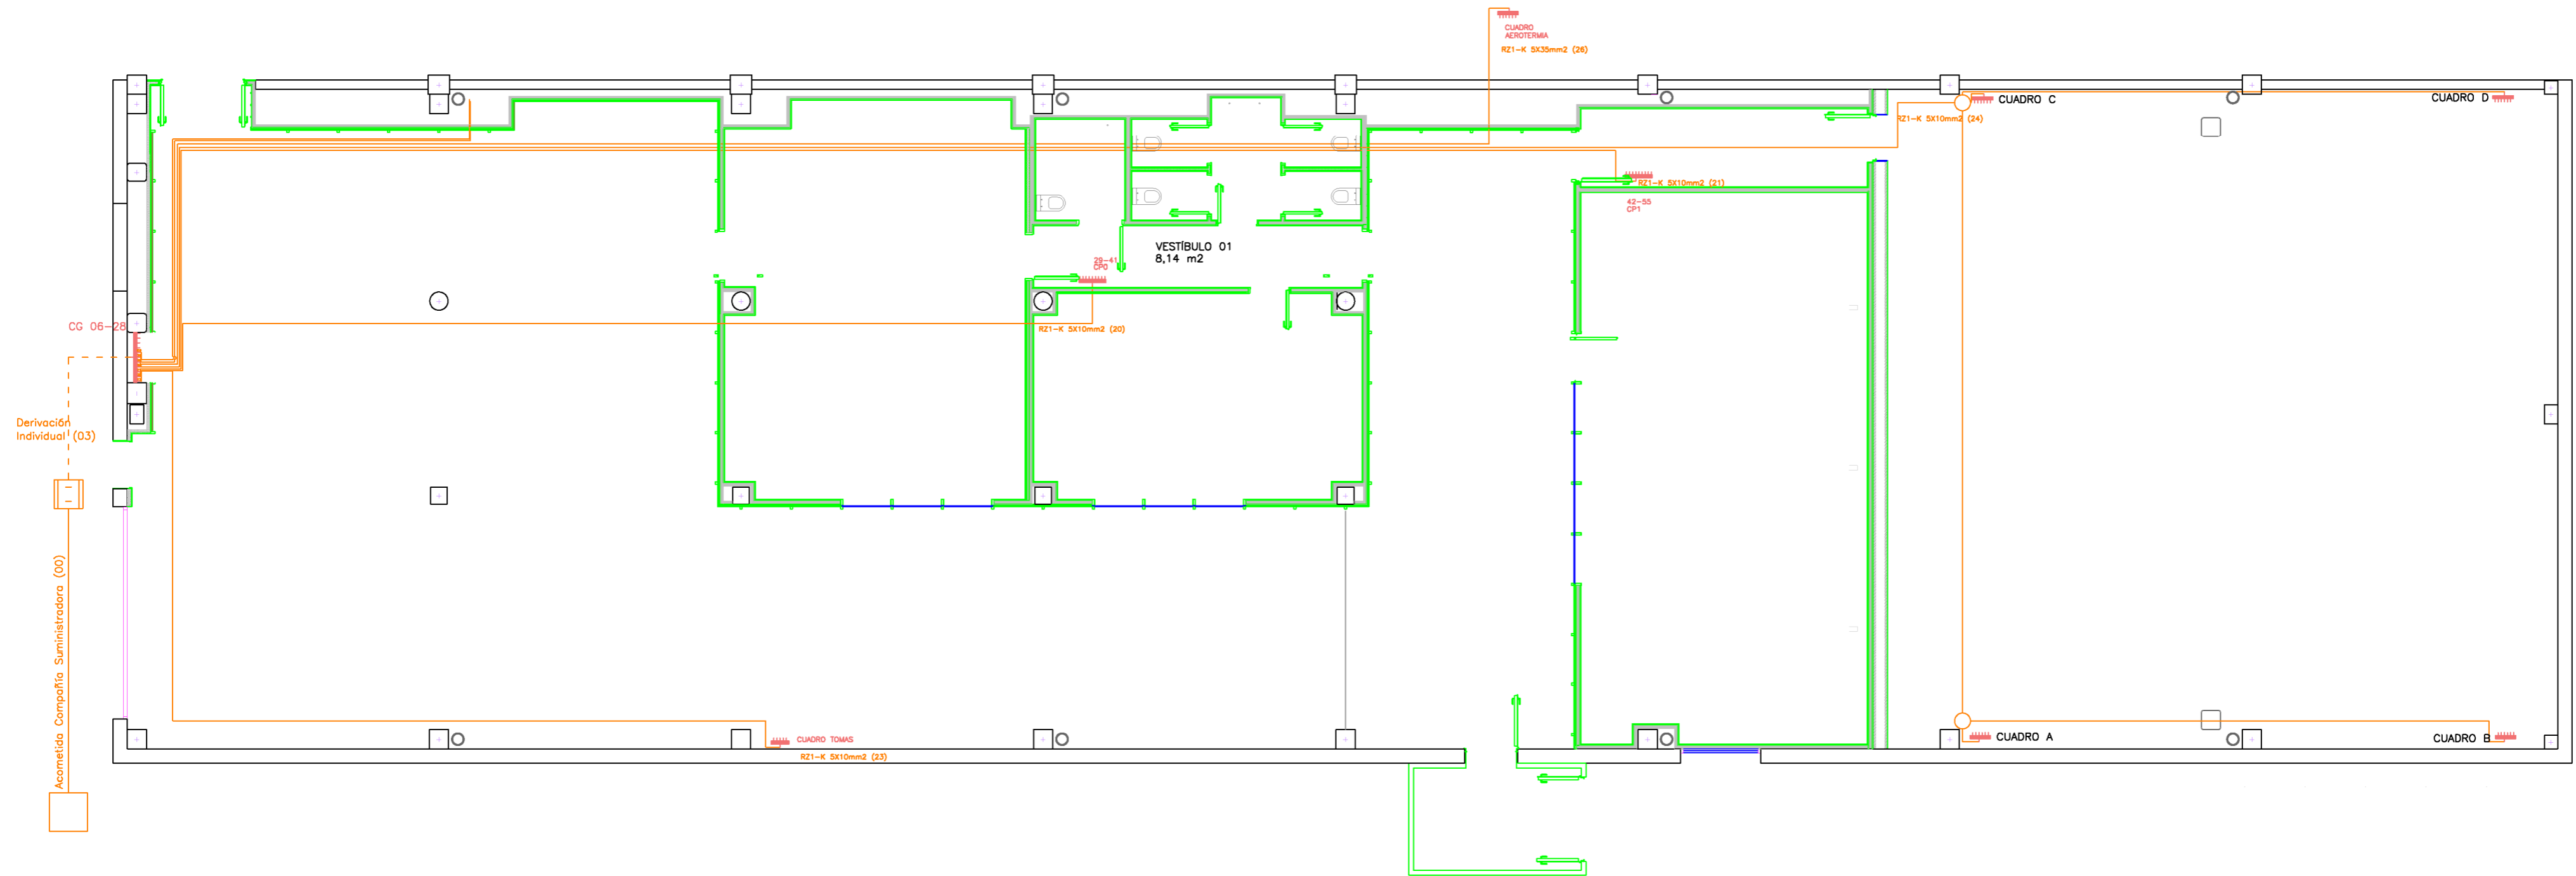 CUADRO
AEROTERMIA
RZ1-K 5X35mm2 (26)
CUADRO C
CUADRO D
RZ1-K 5X10mm2 (24)
RZ1-K 5X10mm2 (21)
42-55
CP1
VESTÍBULO 01
8,14 m2
29-41
CP0
CG 06-28
RZ1-K 5X10mm2 (20)
Derivación
Individual (03)
Acometida Compañía Suministradora (00)
CUADRO TOMAS
RZ1-K 5X10mm2 (23)
CUADRO A
CUADRO B